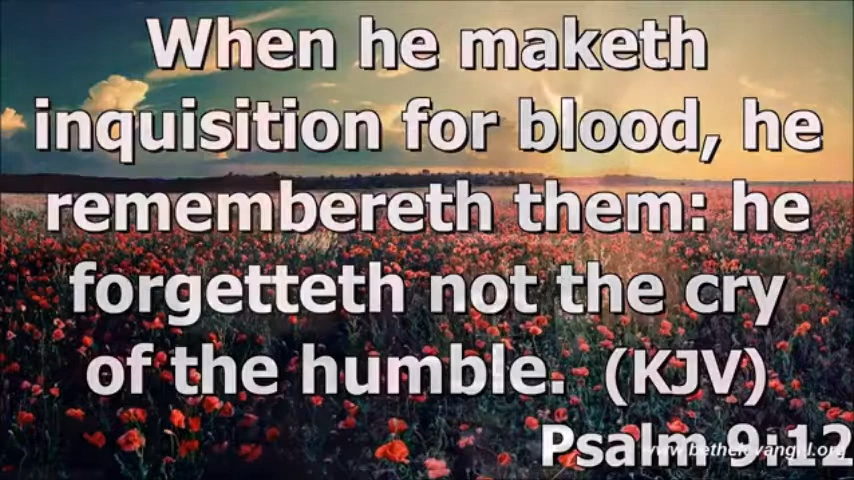 When he maketh
inquisition for blood, he
remembereth them: he
forgetteth not the cry
of the humble. (KJV)
Psalm 9:12